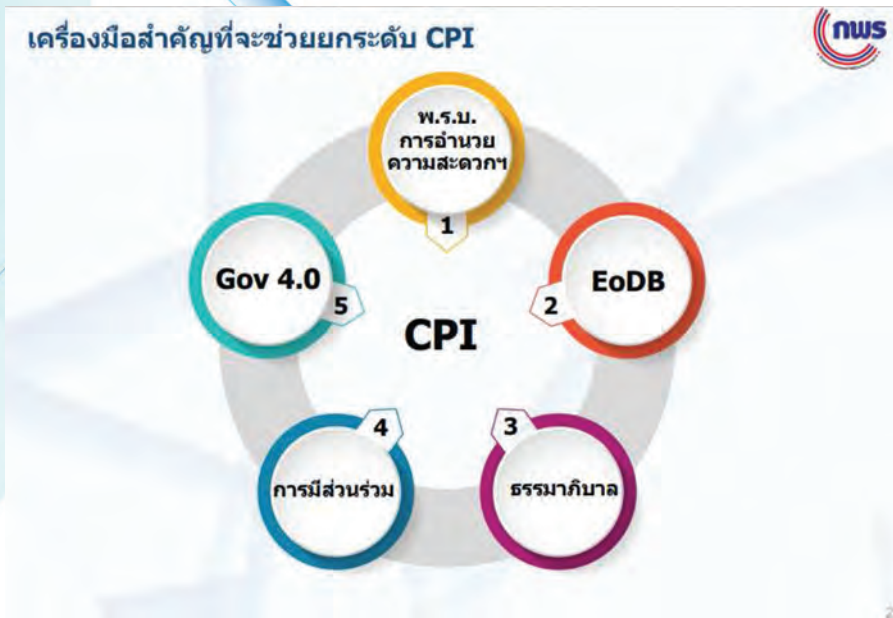 เครื่องมือสำคัญที่จะช่วยยกระดับ CPI
กพร
พ.ร.บ.
การอำนวย
ความสะดวกฯ
1
EoDB
2
ธรรมาภิบาล
3
การมีส่วนร่วม
4
Gov 4.0
5
CPI
2